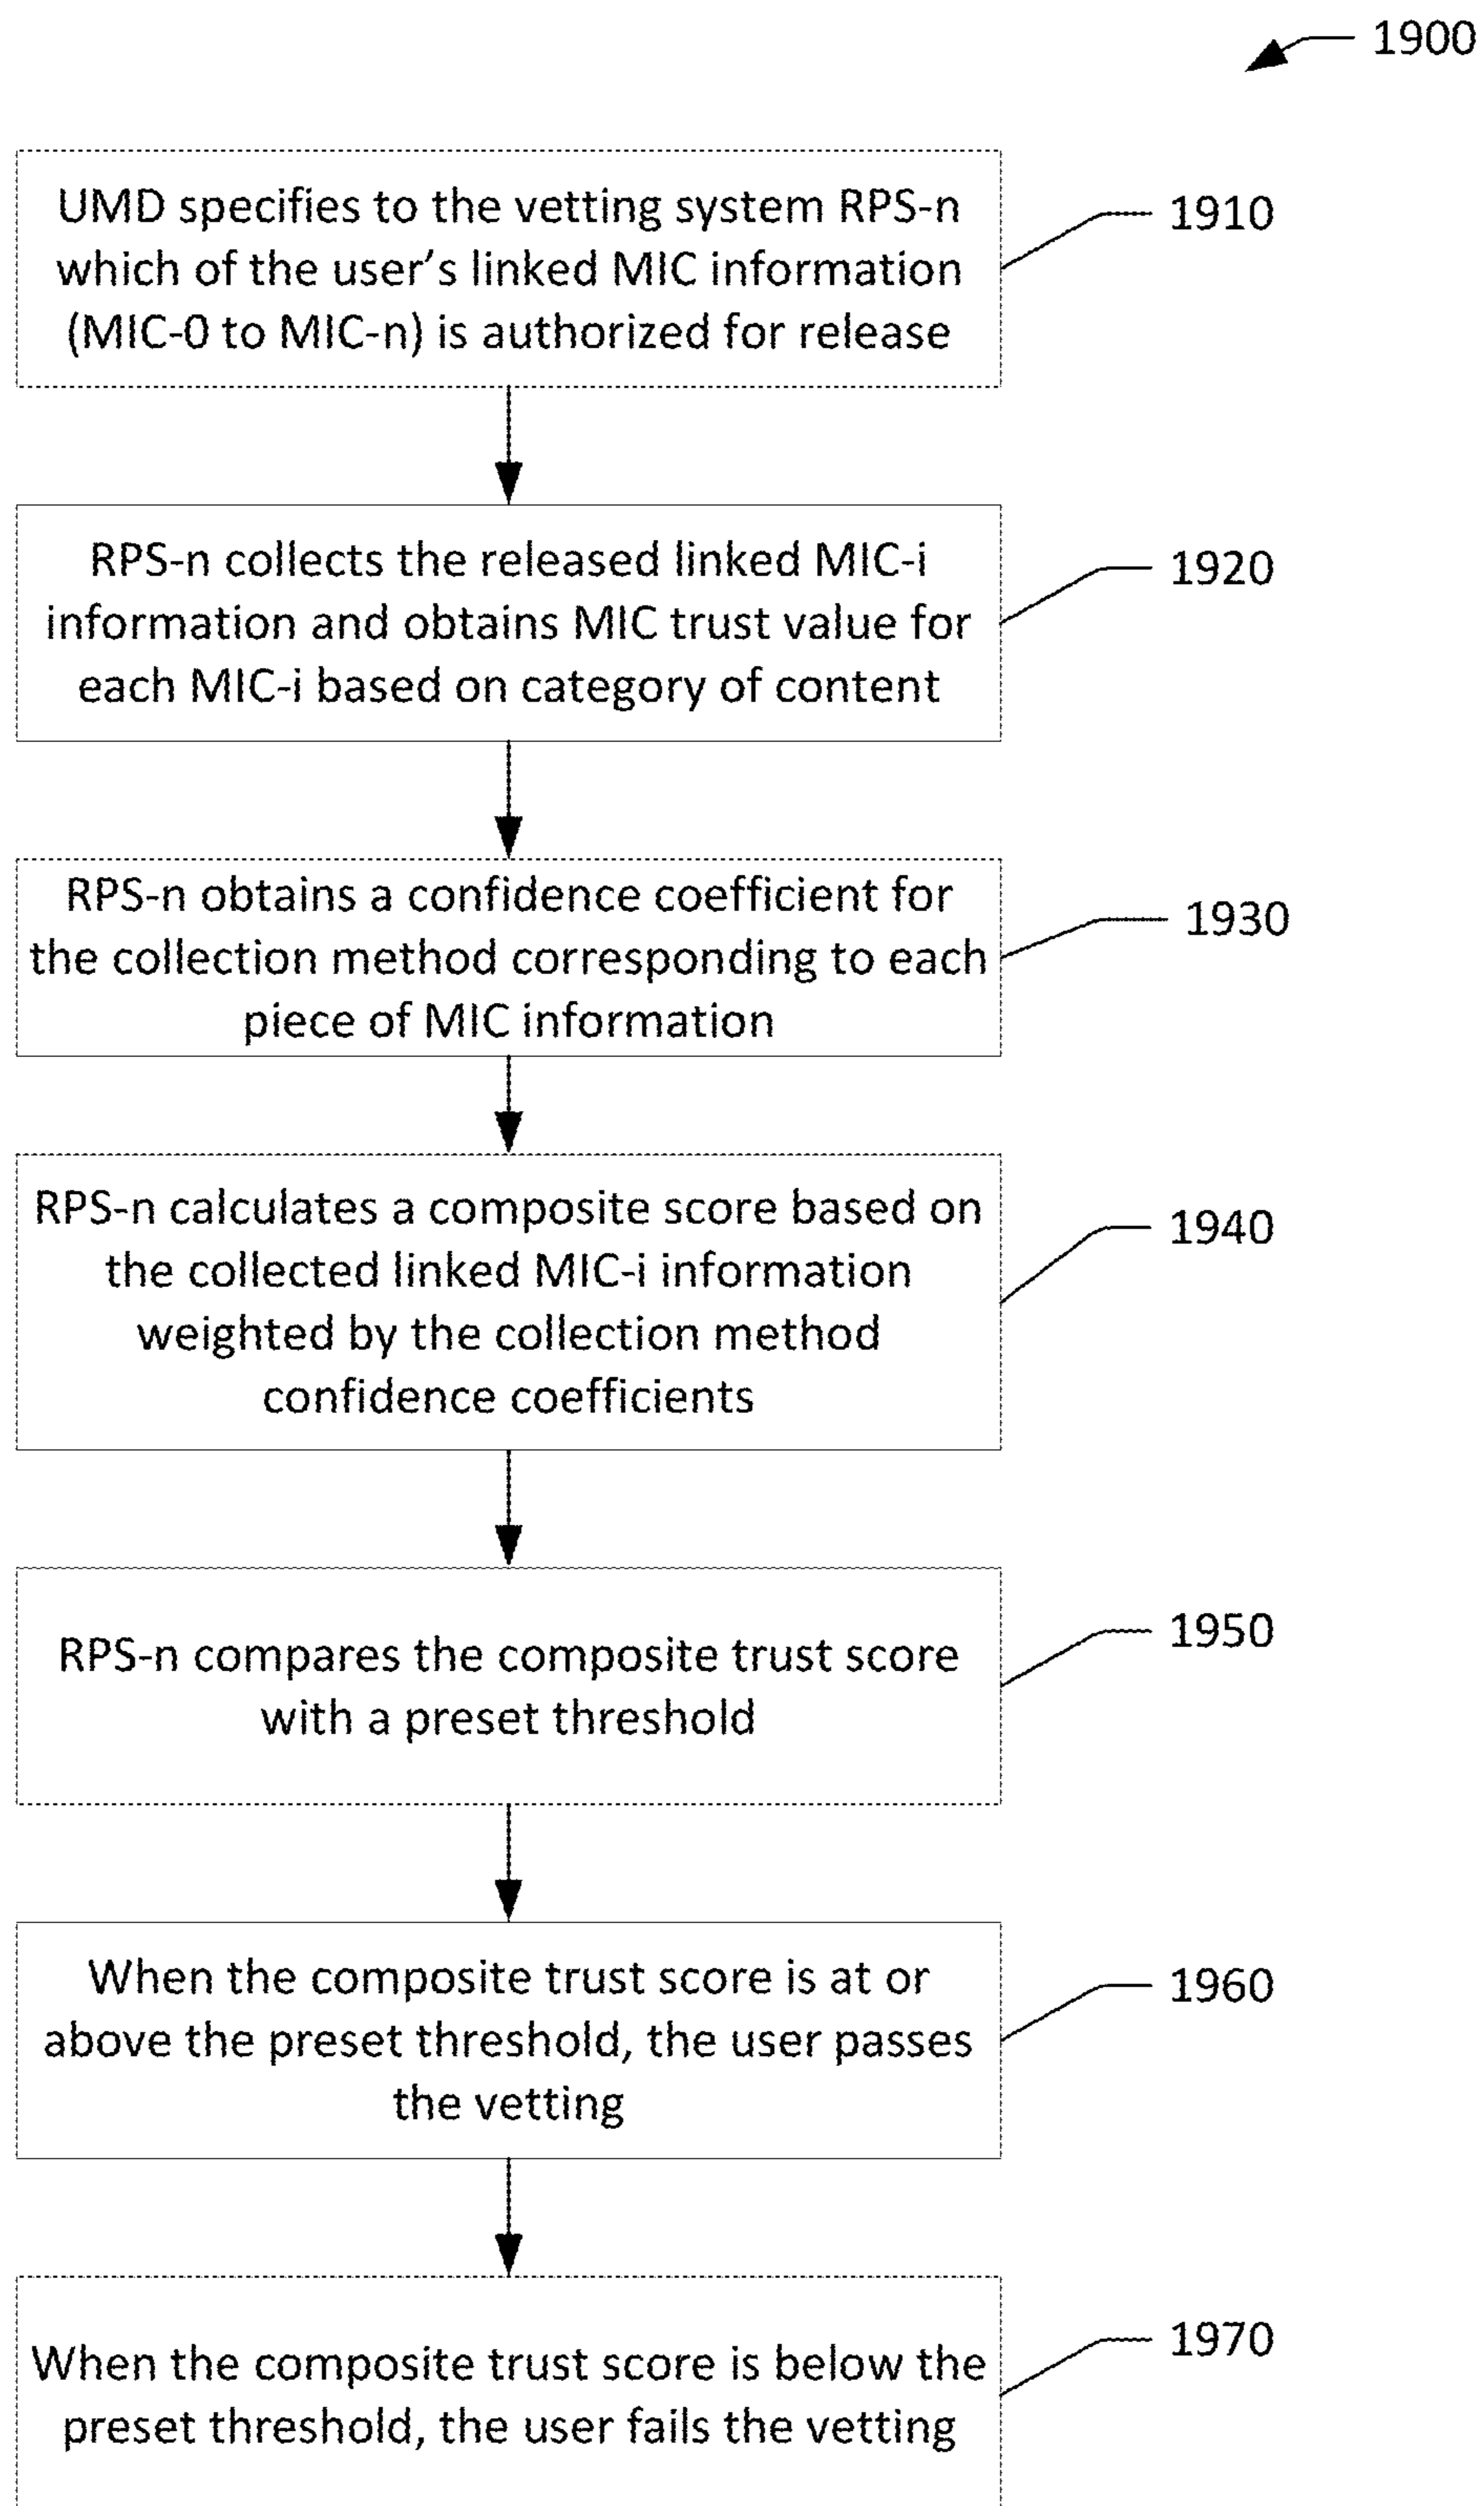 1900
UMD specifies to the vetting system RPS-n
which of the user’s linked MIC information
(MIC-0 to MIC-n) is authorized for release
1910
RPS-n collects the released linked MIC-i
information and obtains MIC trust value for
each MIC-i based on category of content
1920
RPS-n obtains a confidence coefficient for
the collection method corresponding to each
piece of MIC information
1930
RPS-n calculates a composite score based on
the collected linked MIC-i information
weighted by the collection method
confidence coefficients
1940
RPS-n compares the composite trust score
with a preset threshold
1950
When the composite trust score is at or
above the preset threshold, the user passes
the vetting
1960
When the composite trust score is below the
preset threshold, the user fails the vetting
1970